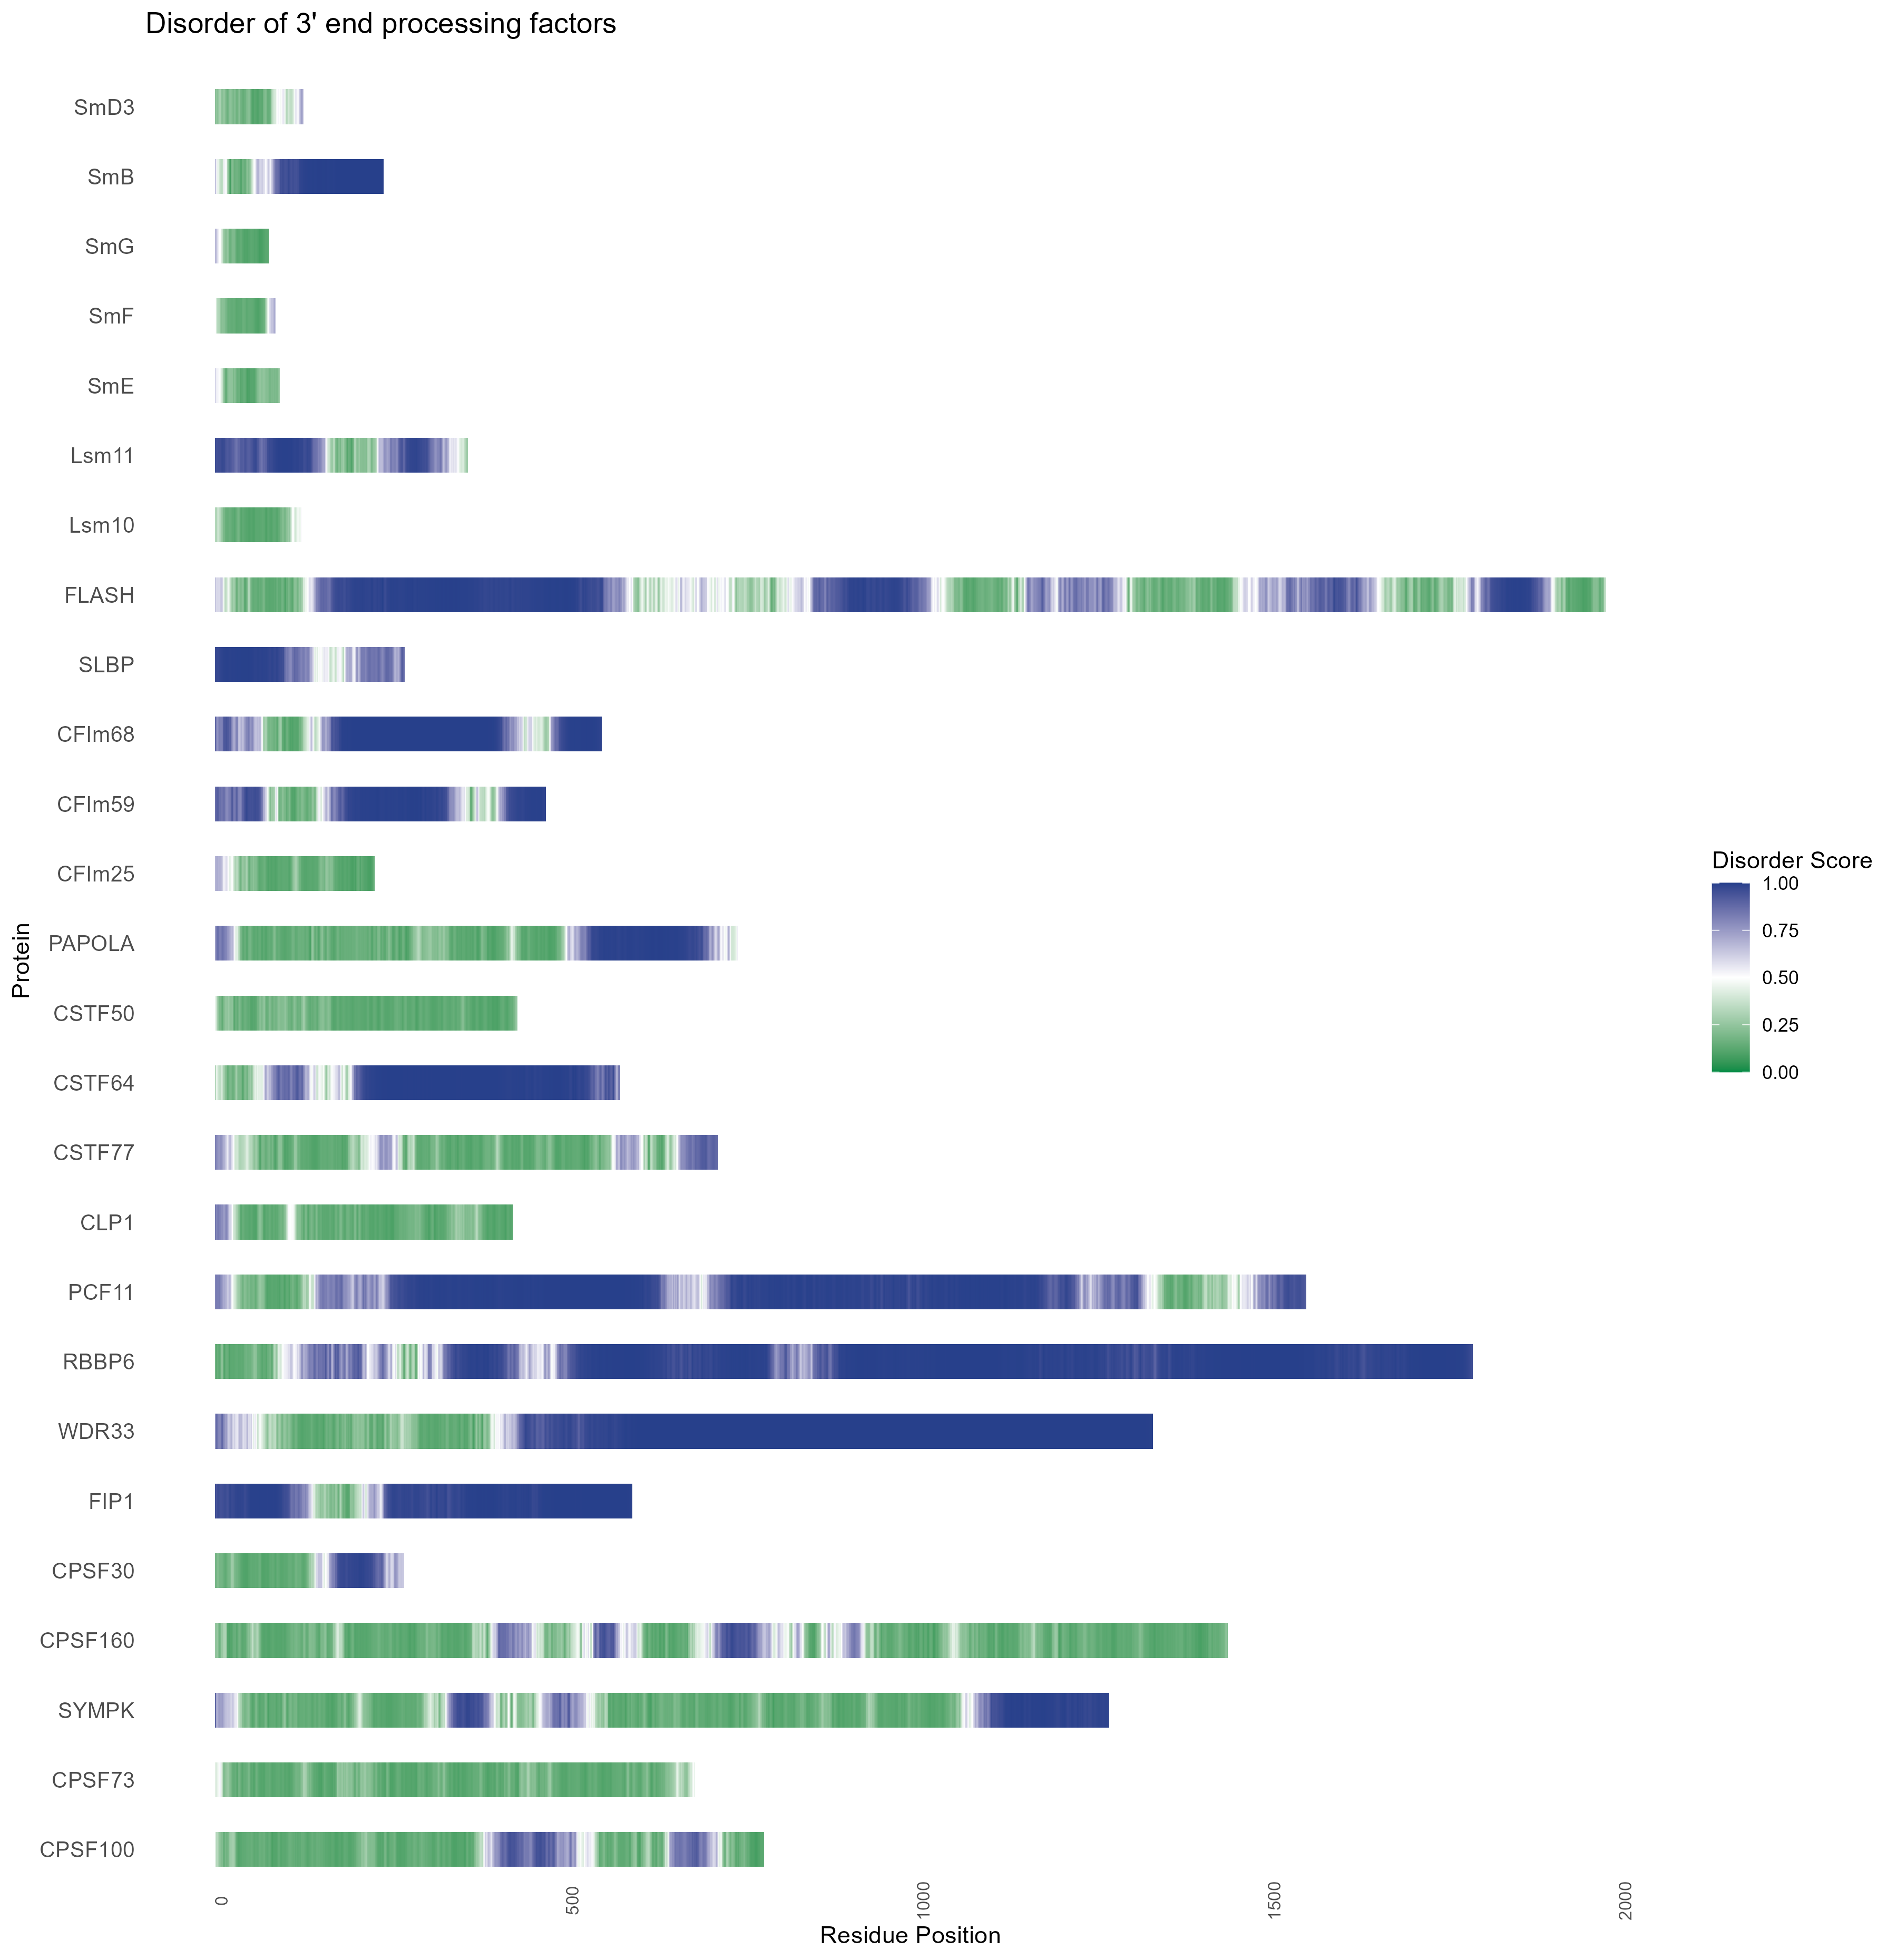 Disorder of 3' end processing factors
SmD3
SmB
SmG
SmF
SmE
Lsm11
Lsm10
FLASH
SLBP
CFIm68
CFIm59
CFIm25
PAPOLA
CSTF50
CSTF64
CSTF77
CLP1
PCF11
RBBP6
WDR33
FIP1
CPSF30
CPSF160
SYMPK
CPSF73
CPSF100
Protein
0
500
1000
1500
2000
Residue Position
Disorder Score
1.00
0.75
0.50
0.25
0.00